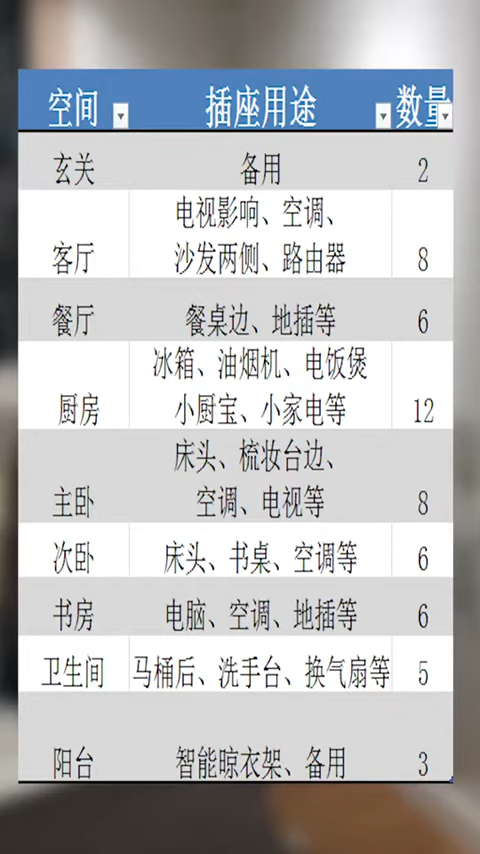 空间 插座用途 数量
玄关 备用 2
电视影响、空调、
客厅 沙发两侧、路由器 8
餐厅 餐桌边、地插等 6
冰箱、油烟机、电饭煲
厨房 小厨宝、小家电等 12
床头、梳妆台边、
主卧 空调、电视等 8
次卧 床头、书桌、空调等 6
书房 电脑、空调、地插等 6
卫生间 马桶后、洗手台、换气扇等 5
阳台 智能晾衣架、备用 3